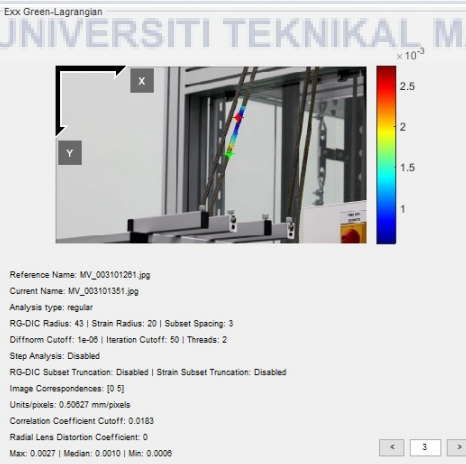 Exx Green-Lagrangian
UNIVERSITI TEKNIKAL
×10⁻³
X
2.5
2
Y
1.5
1
Reference Name: MV_003101261.jpg
Current Name: MV_003101351.jpg
Analysis type: regular
RG-DIC Radius: 43 | Strain Radius: 20 | Subset Spacing: 3
Diffnorm Cutoff: 1e-06 | Iteration Cutoff: 50 | Threads: 2
Step Analysis: Disabled
RG-DIC Subset Truncation: Disabled | Strain Subset Truncation: Disabled
Image Correspondences: [0 5]
Units/pixels: 0.50627 mm/pixels
Correlation Coefficient Cutoff: 0.0183
Radial Lens Distortion Coefficient: 0
Max: 0.0027 | Median: 0.0010 | Min: 0.0006
< 3 >